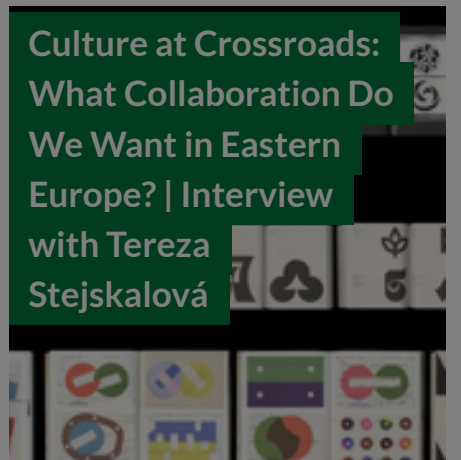 Culture at Crossroads:
What Collaboration Do
We Want in Eastern
Europe? | Interview
with Tereza
Stejskalová